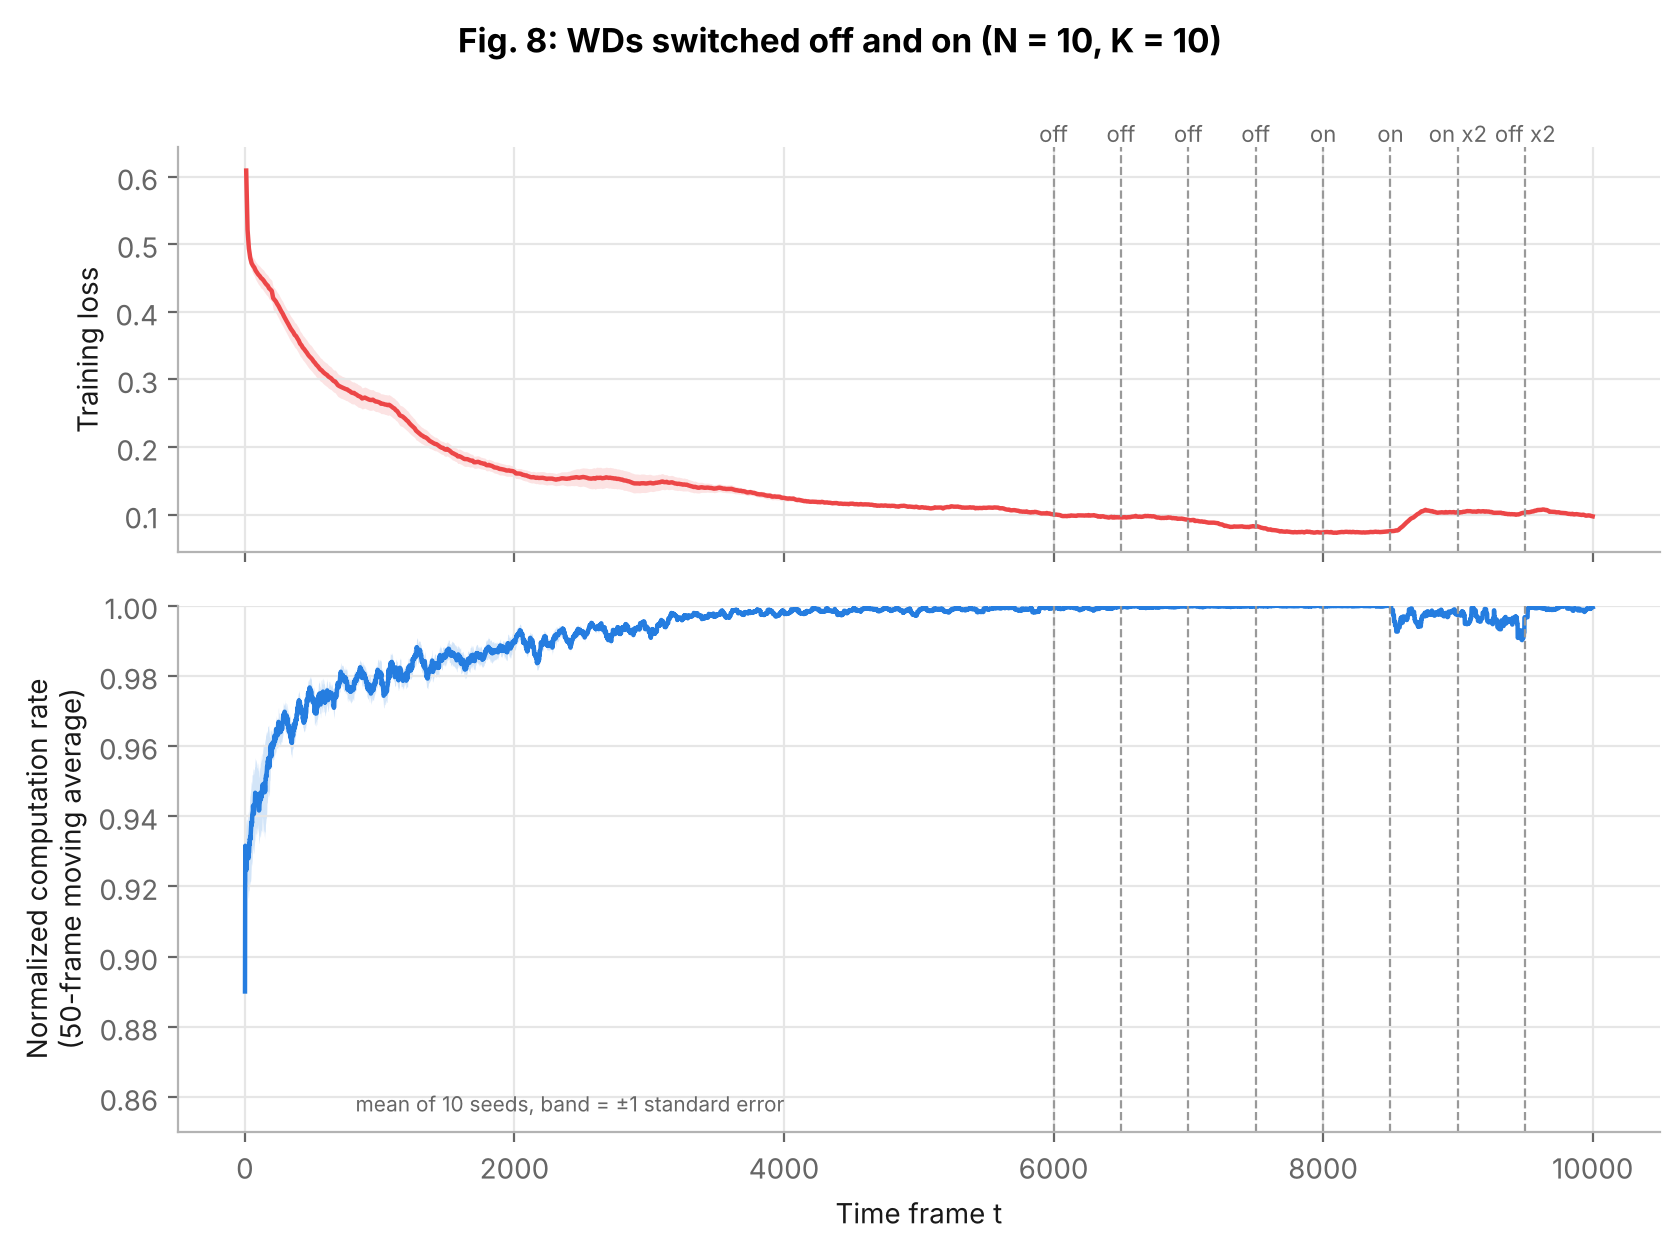 Fig. 8: WDs switched off and on (N = 10, K = 10)
off off off off on on on x2 off x2
Training loss
0.6
0.5
0.4
0.3
0.2
0.1
Normalized computation rate
(50-frame moving average)
1.00
0.98
0.96
0.94
0.92
0.90
0.88
0.86
mean of 10 seeds, band = ±1 standard error
0 2000 4000 6000 8000 10000
Time frame t